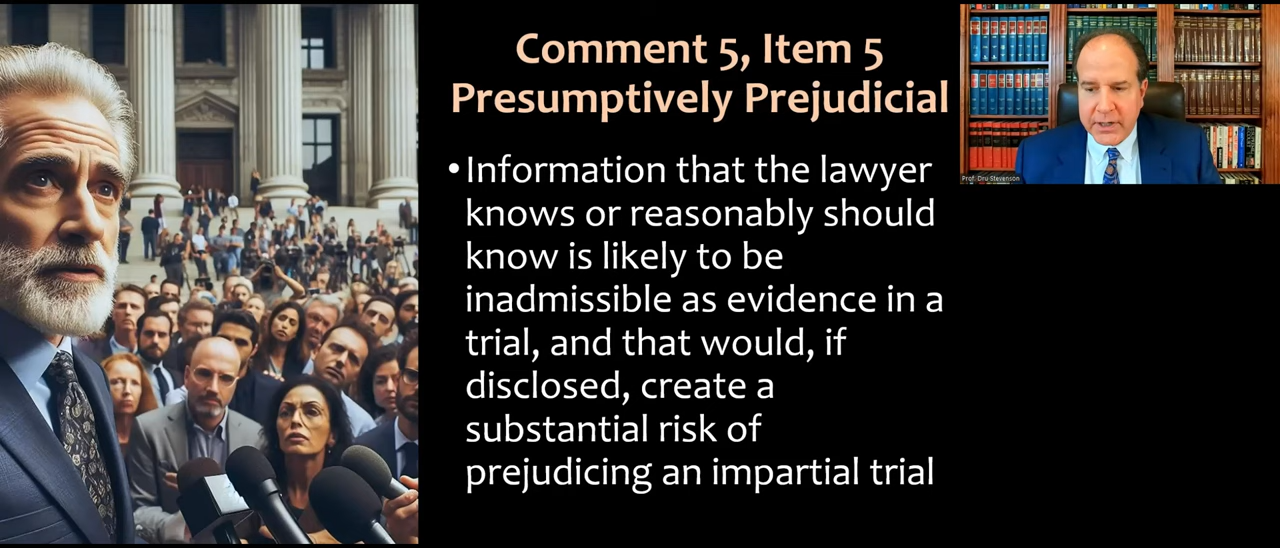 Comment 5, Item 5
Presumptively Prejudicial
•Information that the lawyer
knows or reasonably should
know is likely to be
inadmissible as evidence in a
trial, and that would, if
disclosed, create a
substantial risk of
prejudicing an impartial trial
Prof. Dru Stevenson